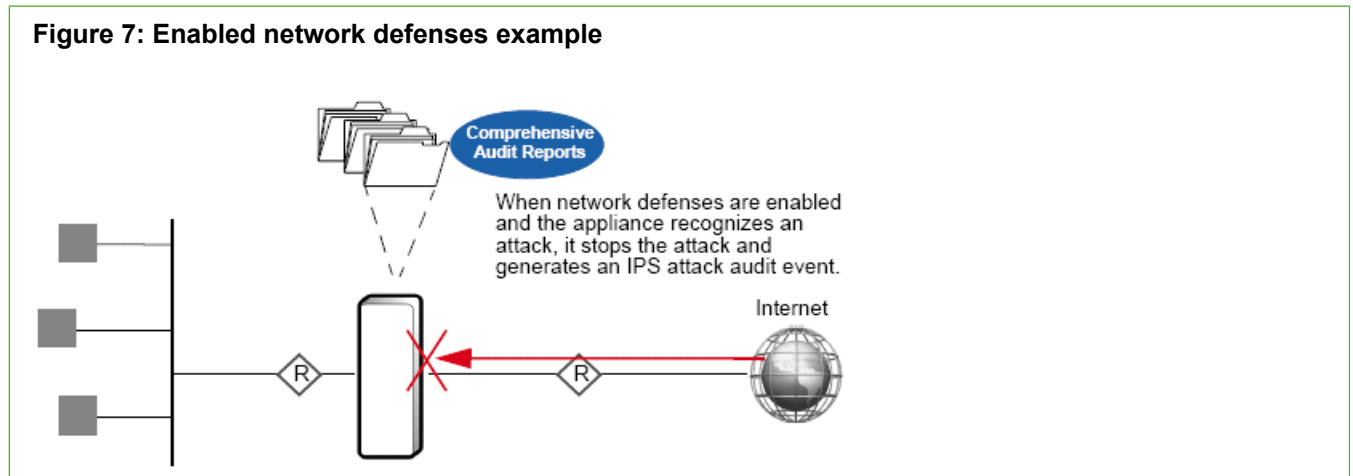 Figure 7: Enabled network defenses example
Comprehensive
Audit Reports
When network defenses are enabled
and the appliance recognizes an
attack, it stops the attack and
generates an IPS attack audit event.
Internet
R
R